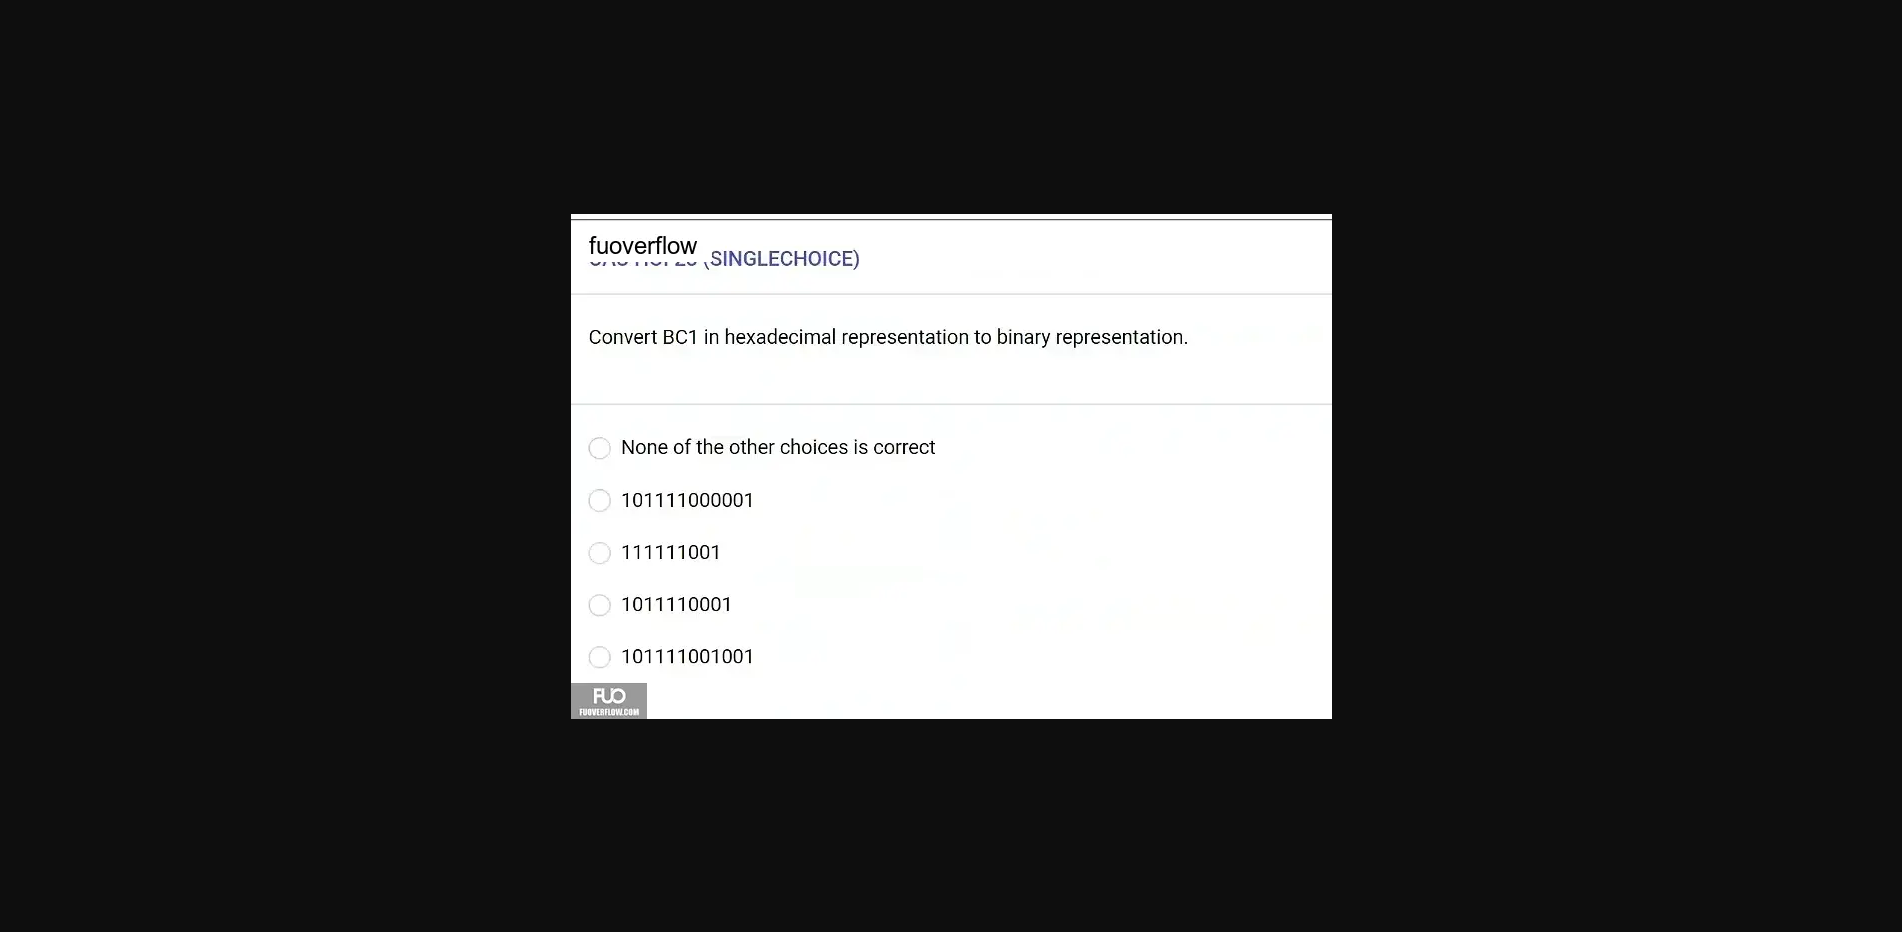 fuoverflow
(SINGLECHOICE)
Convert BC1 in hexadecimal representation to binary representation.
None of the other choices is correct
101111000001
111111001
1011110001
101111001001
FUO
FUOVERFLOW.COM